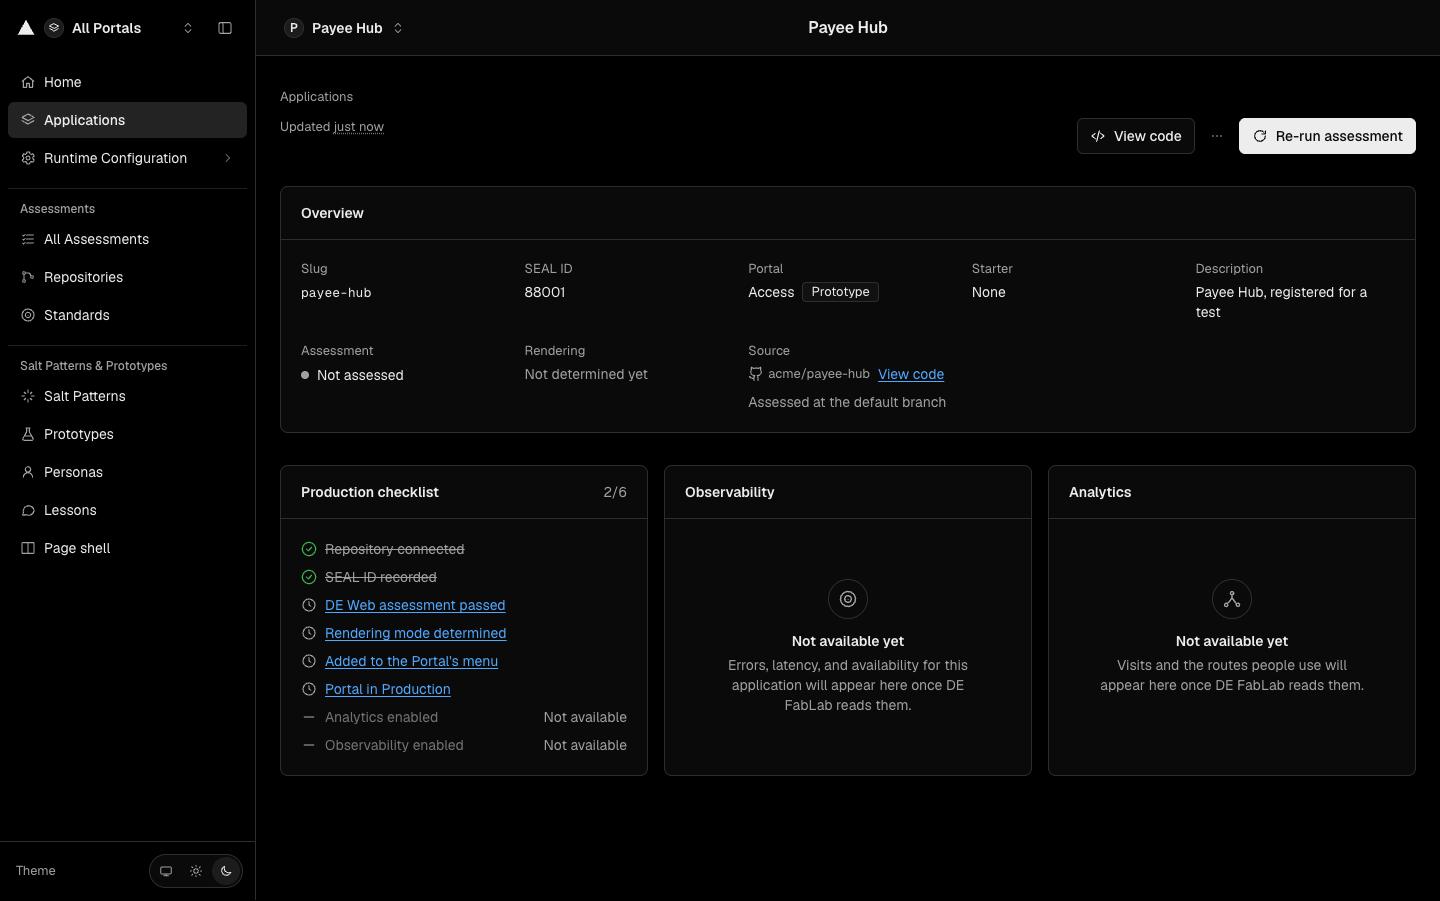 All Portals
P Payee Hub
Payee Hub
Home
Applications
Runtime Configuration
Assessments
All Assessments
Repositories
Standards
Salt Patterns & Prototypes
Salt Patterns
Prototypes
Personas
Lessons
Page shell
Theme
Applications
Updated just now
View code
Re-run assessment
Overview
Slug
payee-hub
SEAL ID
88001
Portal
Access Prototype
Starter
None
Description
Payee Hub, registered for a
test
Assessment
Not assessed
Rendering
Not determined yet
Source
acme/payee-hub View code
Assessed at the default branch
Production checklist 2/6
Repository connected
SEAL ID recorded
DE Web assessment passed
Rendering mode determined
Added to the Portal's menu
Portal in Production
Analytics enabled Not available
Observability enabled Not available
Observability
Not available yet
Errors, latency, and availability for this
application will appear here once DE
FabLab reads them.
Analytics
Not available yet
Visits and the routes people use will
appear here once DE FabLab reads them.